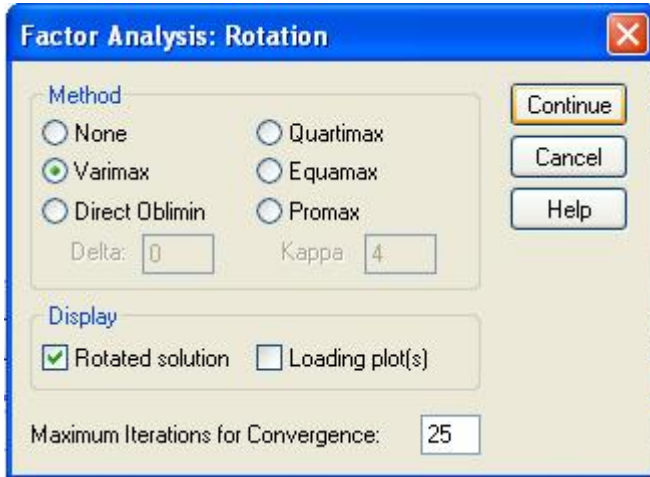 Factor Analysis: Rotation
Method
None
Quartimax
Varimax
Equamax
Direct Oblimin
Promax
Delta: 0
Kappa 4
Continue
Cancel
Help
Display
Rotated solution
Loading plot(s)
Maximum Iterations for Convergence: 25